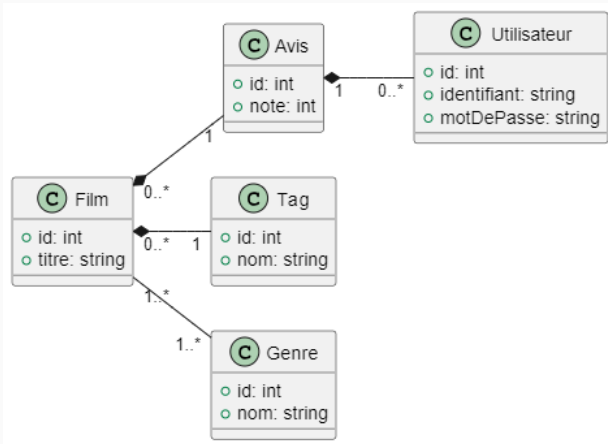 C Avis
id: int
note: int
C Utilisateur
id: int
identifiant: string
motDePasse: string
1
0..*
1
0..*
C Film
id: int
titre: string
0..*
1
C Tag
id: int
nom: string
1..*
1..*
C Genre
id: int
nom: string